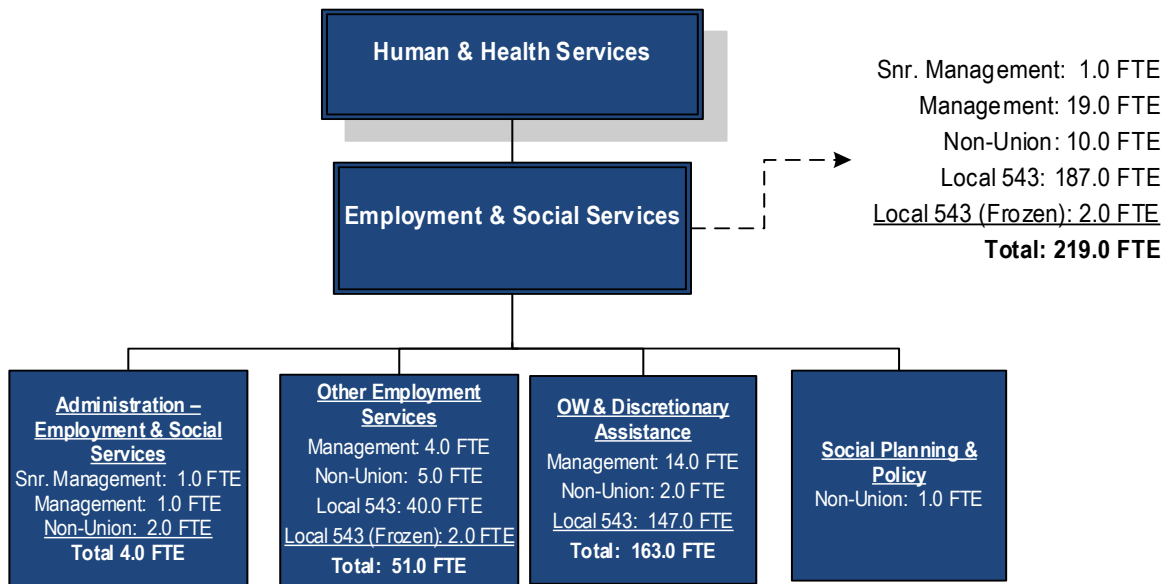 Human & Health Services
Snr. Management: 1.0 FTE
Management: 19.0 FTE
Non-Union: 10.0 FTE
Local 543: 187.0 FTE
Local 543 (Frozen): 2.0 FTE
Total: 219.0 FTE
Employment & Social Services
Administration –
Employment & Social
Services
Snr. Management: 1.0 FTE
Management: 1.0 FTE
Non-Union: 2.0 FTE
Total 4.0 FTE
Other Employment
Services
Management: 4.0 FTE
Non-Union: 5.0 FTE
Local 543: 40.0 FTE
Local 543 (Frozen): 2.0 FTE
Total: 51.0 FTE
OW & Discretionary
Assistance
Management: 14.0 FTE
Non-Union: 2.0 FTE
Local 543: 147.0 FTE
Total: 163.0 FTE
Social Planning &
Policy
Non-Union: 1.0 FTE